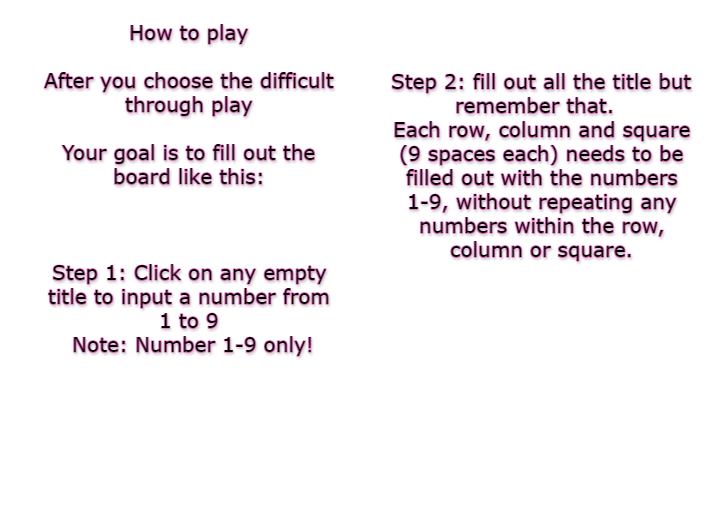 How to play
After you choose the difficult
through play
Your goal is to fill out the
board like this:
Step 1: Click on any empty
title to input a number from
1 to 9
Note: Number 1-9 only!
Step 2: fill out all the title but
remember that.
Each row, column and square
(9 spaces each) needs to be
filled out with the numbers
1-9, without repeating any
numbers within the row,
column or square.